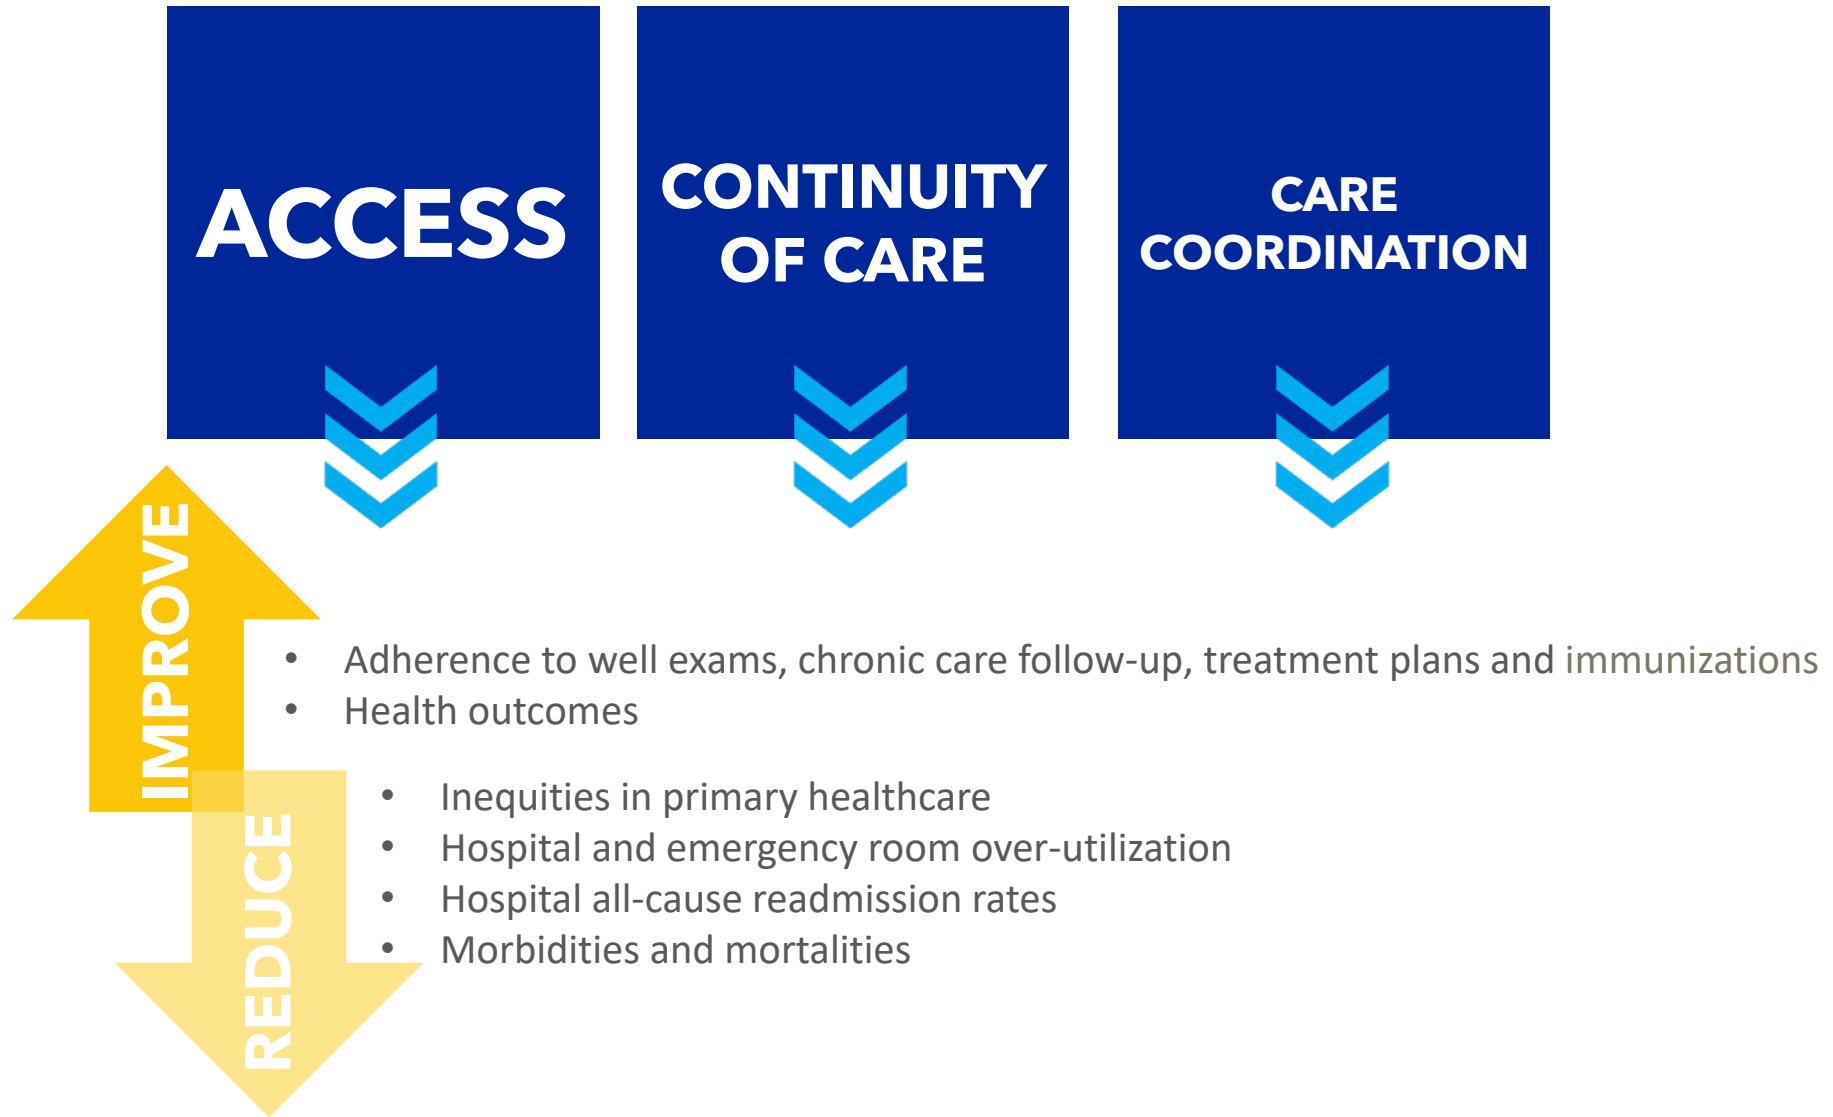 ACCESS
CONTINUITY
OF CARE
CARE
COORDINATION
IMPROVE
• Adherence to well exams, chronic care follow-up, treatment plans and immunizations
• Health outcomes
REDUCE
• Inequities in primary healthcare
• Hospital and emergency room over-utilization
• Hospital all-cause readmission rates
• Morbidities and mortalities